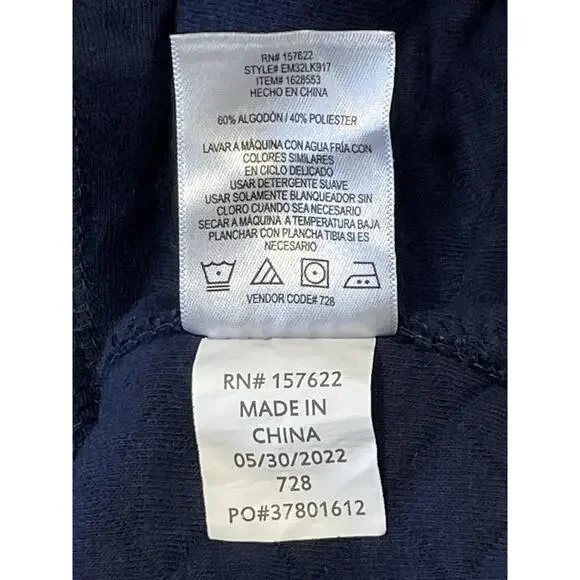 RN# 157622
STYLE# EM32LK917
ITEM# 1628553
HECHO EN CHINA
60% ALGODÓN / 40% POLIESTER
LAVAR A MÁQUINA CON AGUA FRÍA CON
COLORES SIMILARES
EN CICLO DELICADO
USAR DETERGENTE SUAVE
USAR SOLAMENTE BLANQUEADOR SIN
CLORO CUANDO SEA NECESARIO
SECAR A MÁQUINA A TEMPERATURA BAJA
PLANCHAR CON PLANCHA TIBIA SI ES
NECESARIO
VENDOR CODE# 728
RN# 157622
MADE IN
CHINA
05/30/2022
728
PO#37801612